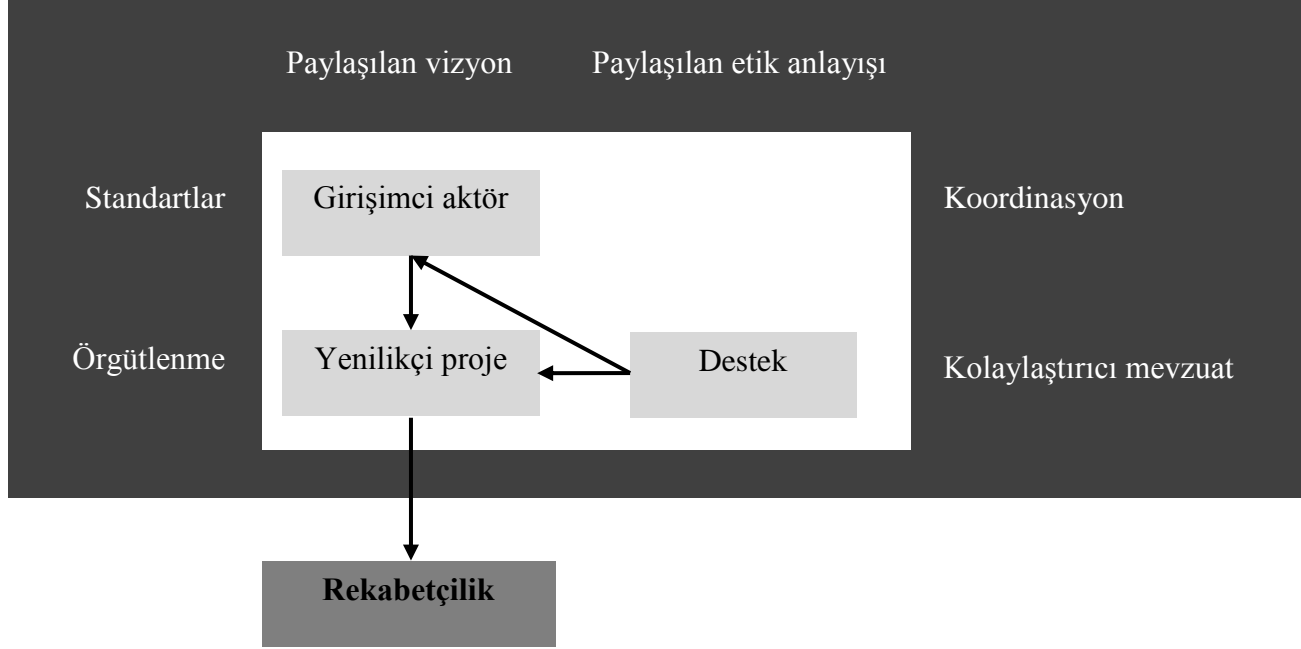 Paylaşılan vizyon
Paylaşılan etik anlayışı
Standartlar
Girişimci aktör
Koordinasyon
Örgütlenme
Yenilikçi proje
Destek
Kolaylaştırıcı mevzuat
Rekabetçilik